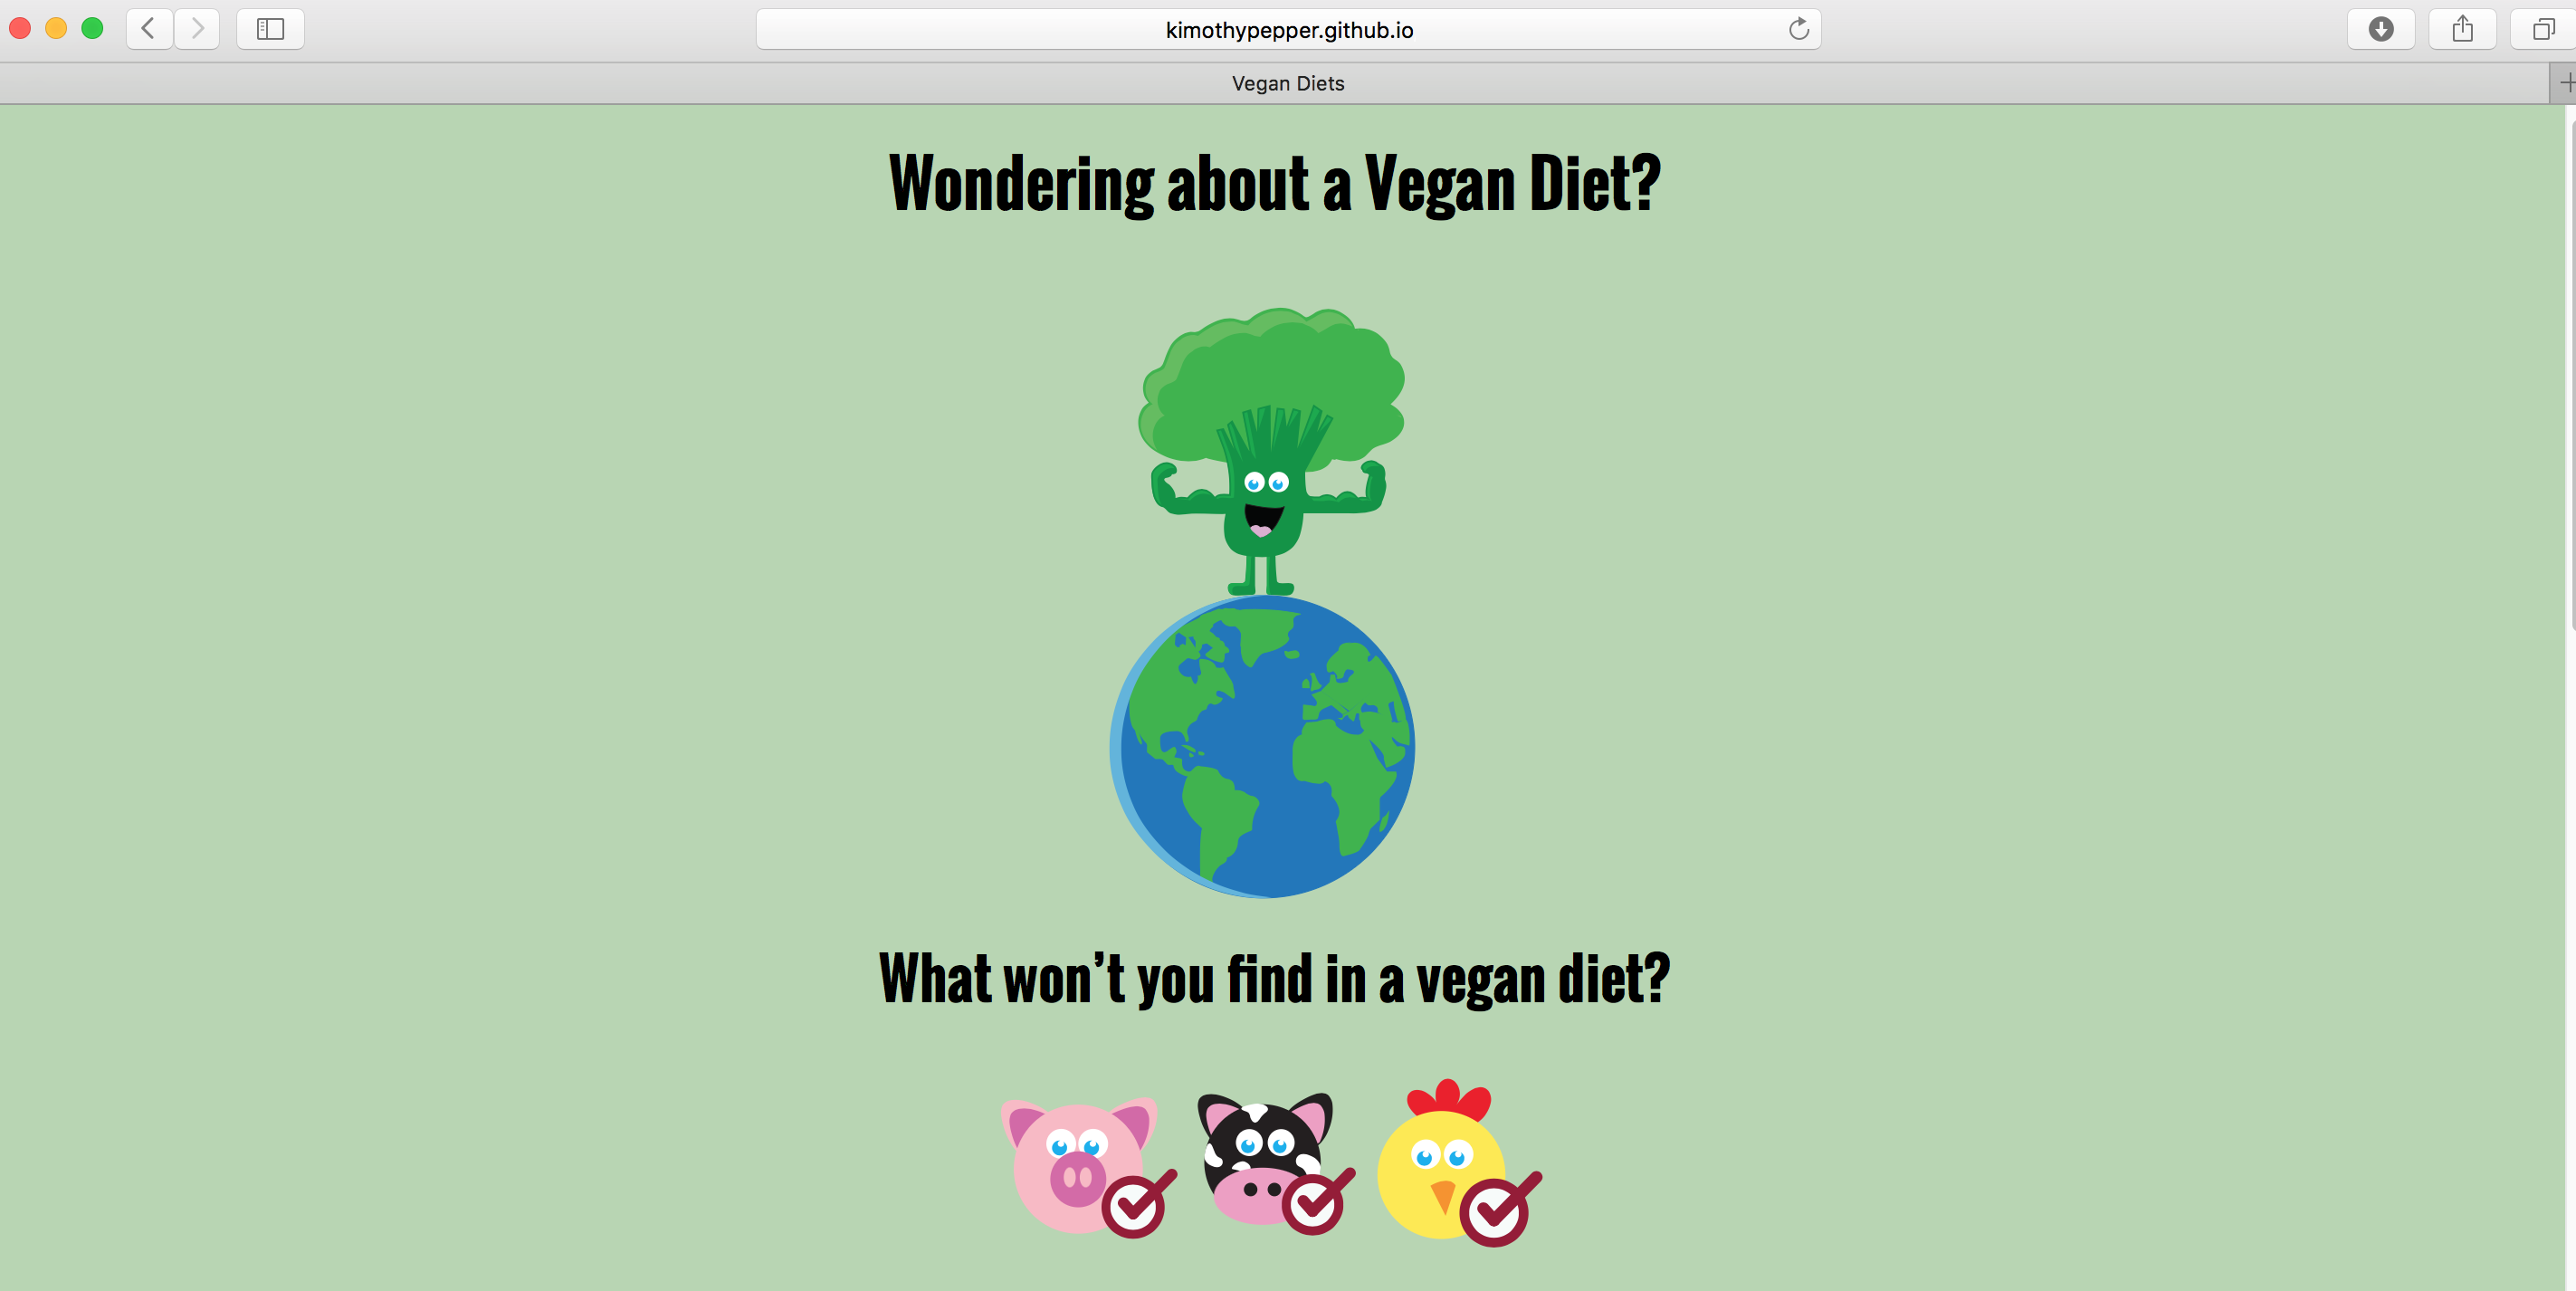 kimothypepper.github.io
Vegan Diets
Wondering about a Vegan Diet?
What won’t you find in a vegan diet?